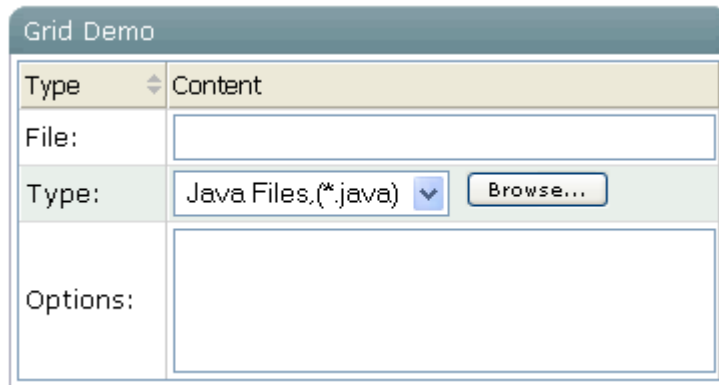 Grid Demo
Type Content
File:
Type: Java Files,(*.java) Browse...
Options: